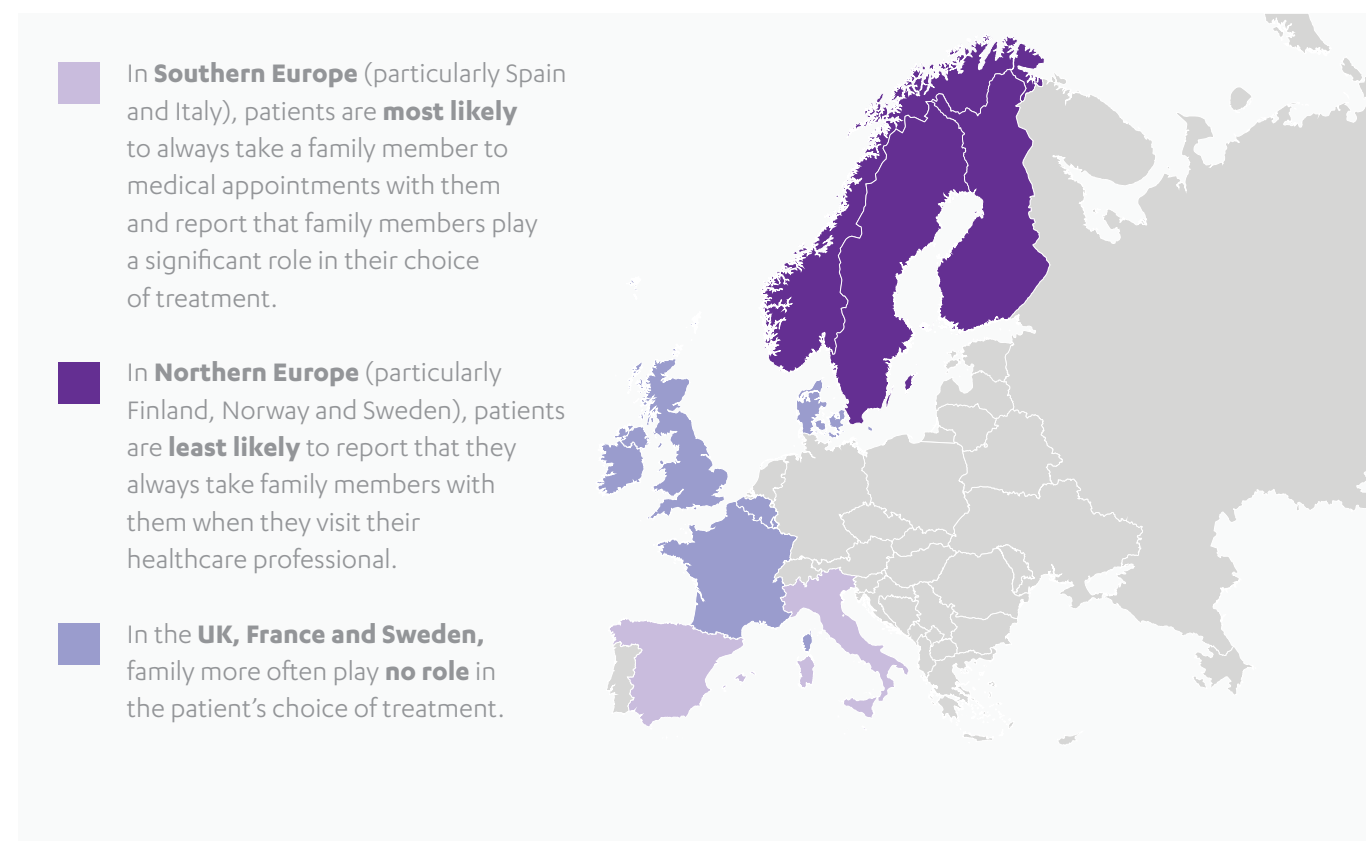 In Southern Europe (particularly Spain
and Italy), patients are most likely
to always take a family member to
medical appointments with them
and report that family members play
a significant role in their choice
of treatment.
In Northern Europe (particularly
Finland, Norway and Sweden), patients
are least likely to report that they
always take family members with
them when they visit their
healthcare professional.
In the UK, France and Sweden,
family more often play no role in
the patient’s choice of treatment.